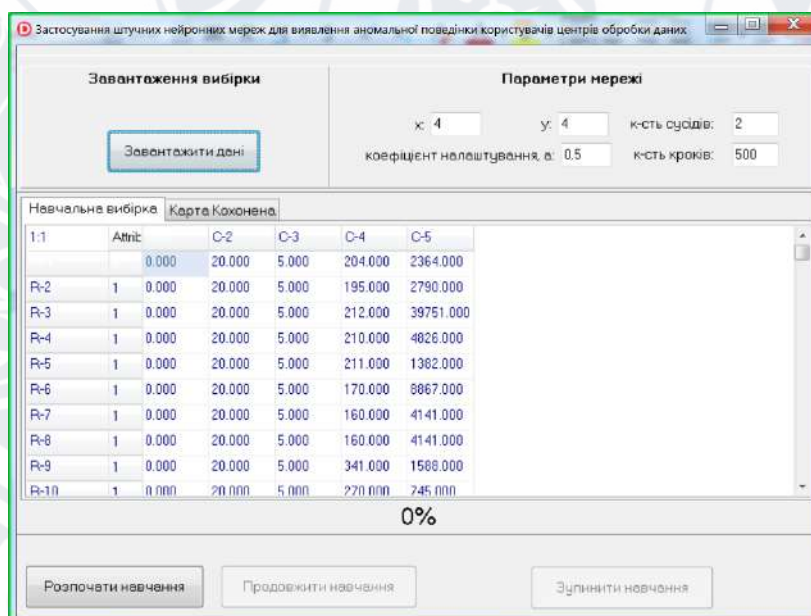 Застосування штучних нейронних мереж для виявлення аномальної поведінки користувачів центрів обробки даних
Завантаження вибірки
Параметри мережі
x: 4 y: 4 к-сть сусідів: 2
Завантажити дані
коефіцієнт налаштування, a: 0.5 к-сть кроків: 500
Навчальна вибірка Карта Кохонена
1:1 Attrib C-2 C-3 C-4 C-5
0.000 20.000 5.000 204.000 2364.000
R-2 1 0.000 20.000 5.000 195.000 2790.000
R-3 1 0.000 20.000 5.000 212.000 39751.000
R-4 1 0.000 20.000 5.000 210.000 4826.000
R-5 1 0.000 20.000 5.000 211.000 1382.000
R-6 1 0.000 20.000 5.000 170.000 8867.000
R-7 1 0.000 20.000 5.000 160.000 4141.000
R-8 1 0.000 20.000 5.000 160.000 4141.000
R-9 1 0.000 20.000 5.000 341.000 1588.000
R-10 1 0.000 20.000 5.000 270.000 745.000
0%
Розпочати навчання Продовжити навчання Зупинити навчання